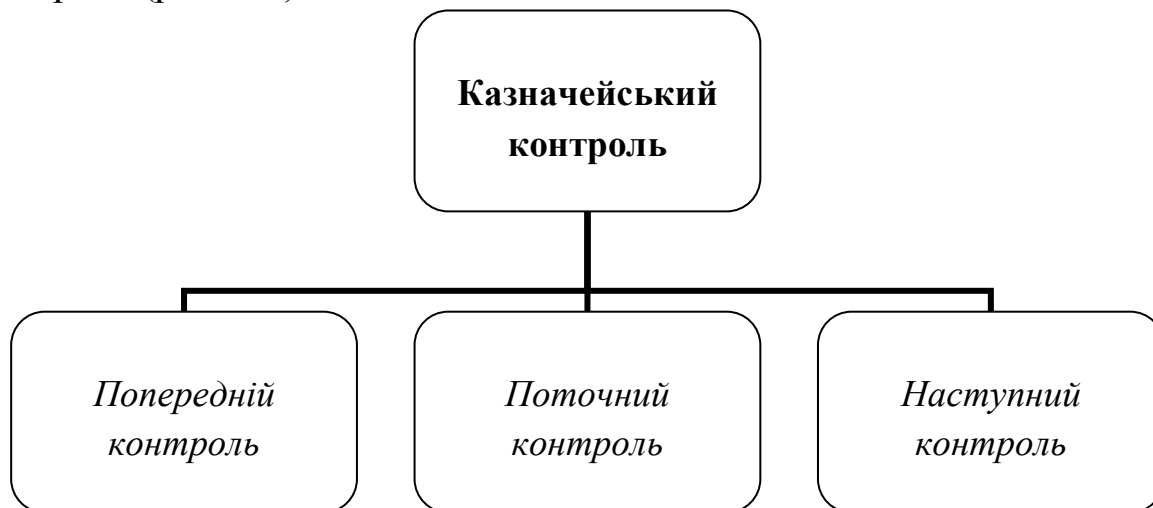 Казначейський
контроль
Попередній
контроль
Поточний
контроль
Наступний
контроль